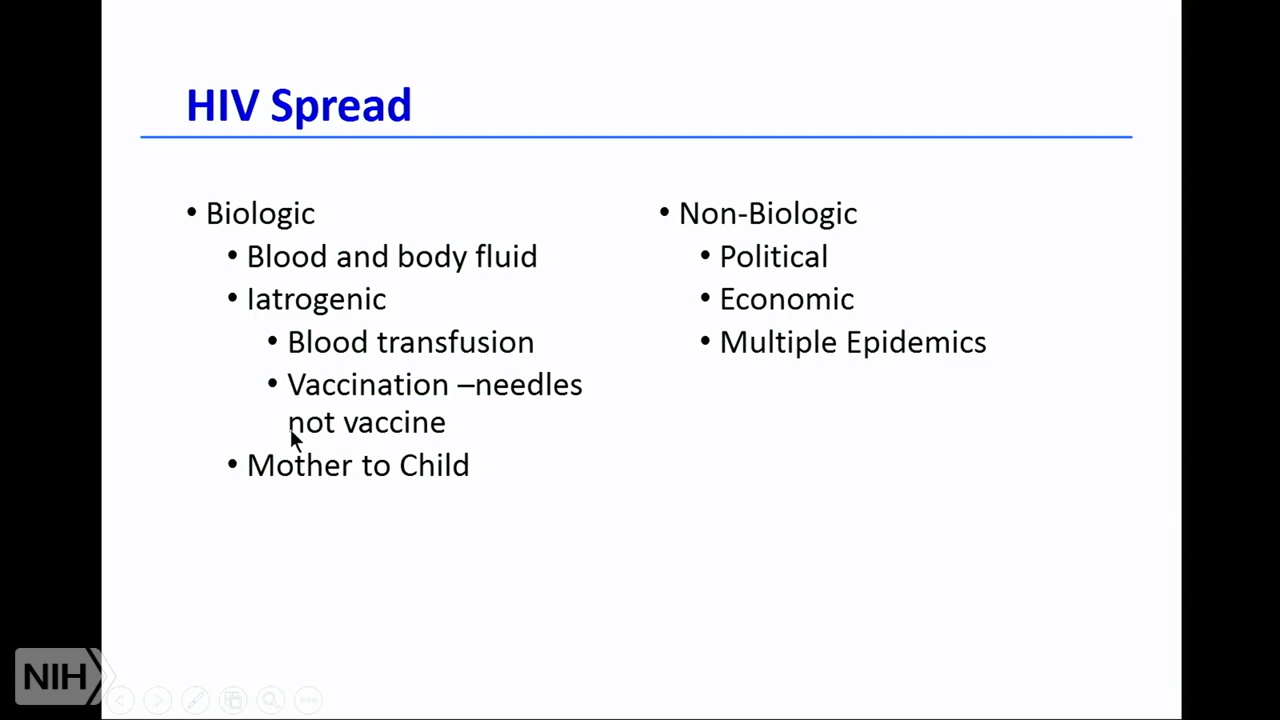 HIV Spread
• Biologic
• Blood and body fluid
• Iatrogenic
• Blood transfusion
• Vaccination –needles
not vaccine
• Mother to Child
• Non-Biologic
• Political
• Economic
• Multiple Epidemics
NIH